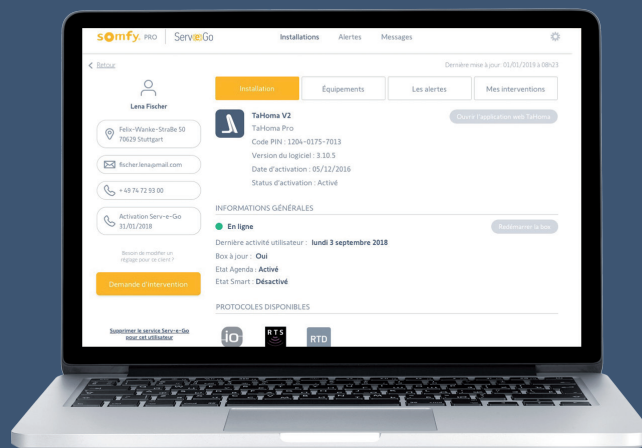 somfy. PRO Serv-e-Go
Installations Alertes Messages
Retour
Dernière mise à jour : 01/01/2019 à 08h23
Lena Fischer
Felix-Wanke-Straße 50
70629 Stuttgart
fischer.lena@mail.com
+ 49 74 72 93 00
Activation Serv-e-Go
31/01/2018
Besoin de modifier un
réglage pour ce client ?
Demande d'intervention
Supprimer le service Serv-e-Go
pour cet utilisateur
Installation Équipements Les alertes Mes interventions
TaHoma V2
Ouvrir l'application web TaHoma
TaHoma Pro
Code PIN : 1204-0175-7013
Version du logiciel : 3.10.5
Date d'activation : 05/12/2016
Status d'activation : Activé
INFORMATIONS GÉNÉRALES
En ligne
Redémarrer la box
Dernière activité utilisateur : lundi 3 septembre 2018
Box à jour : Oui
Etat Agenda : Activé
Etat Smart : Désactivé
PROTOCOLES DISPONIBLES
io
RTS
RTD